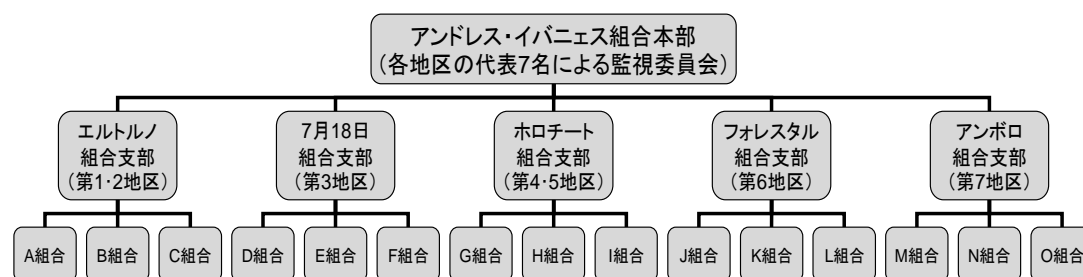 アンドレス・イバニェス組合本部
(各地区の代表7名による監視委員会)
エルトルノ
組合支部
(第1・2地区)
7月18日
組合支部
(第3地区)
ホロチート
組合支部
(第4・5地区)
フォレスタル
組合支部
(第6地区)
アンボロ
組合支部
(第7地区)
A組合
B組合
C組合
D組合
E組合
F組合
G組合
H組合
I組合
J組合
K組合
L組合
M組合
N組合
O組合